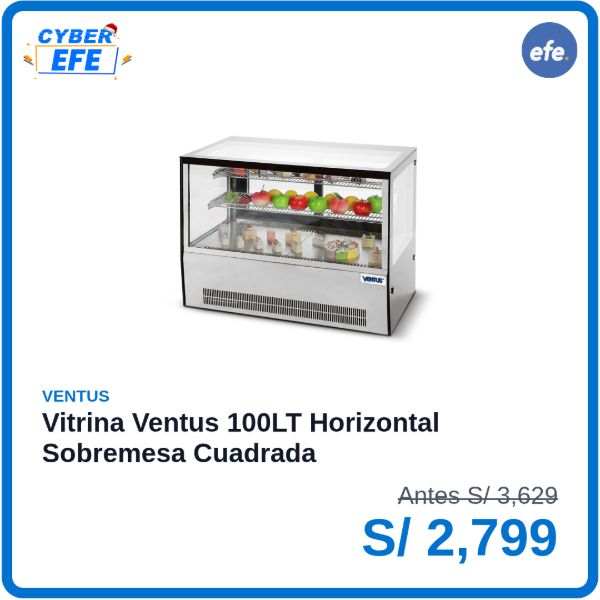 CYBER
EFE
efe.
VENTUS
VENTUS
Vitrina Ventus 100LT Horizontal
Sobremesa Cuadrada
Antes S/ 3,629
S/ 2,799